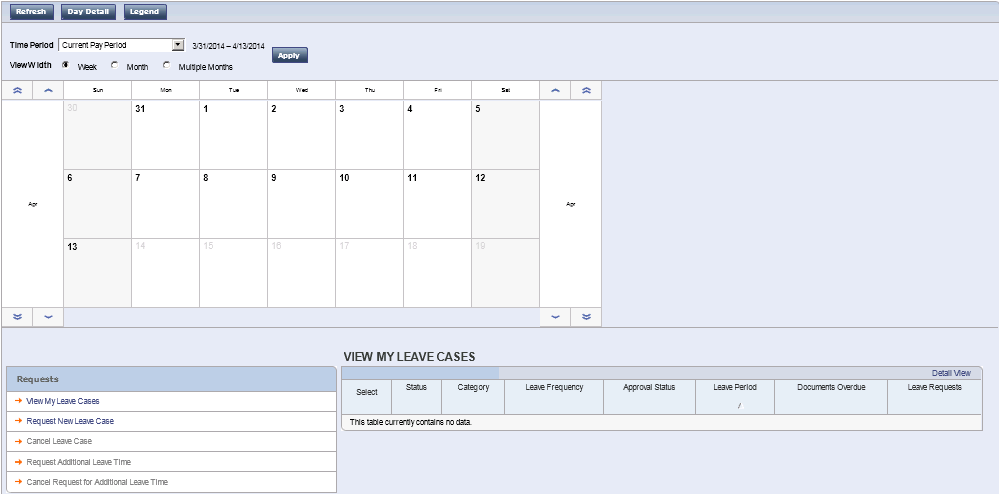 Refresh Day Detail Legend
Time Period Current Pay Period 3/31/2014 – 4/13/2014 Apply
View Width Week Month Multiple Months
Sun Mon Tue Wed Thu Fri Sat
30 31 1 2 3 4 5
6 7 8 9 10 11 12
Apr Apr
13 14 15 16 17 18 19
VIEW MY LEAVE CASES
Requests
View My Leave Cases
Request New Leave Case
Cancel Leave Case
Request Additional Leave Time
Cancel Request for Additional Leave Time
Detail View
Select Status Category Leave Frequency Approval Status Leave Period Documents Overdue Leave Requests
/
This table currently contains no data.